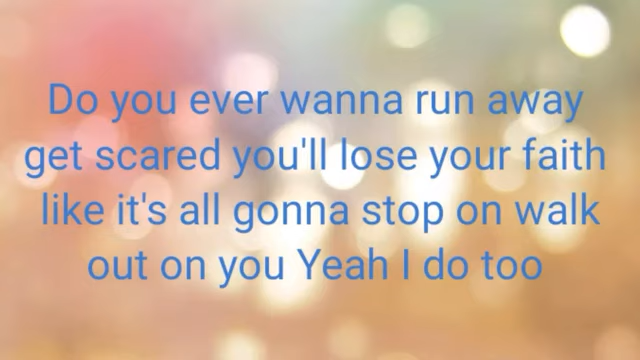 Do you ever wanna run away
get scared you'll lose your faith
like it's all gonna stop on walk
out on you Yeah I do too